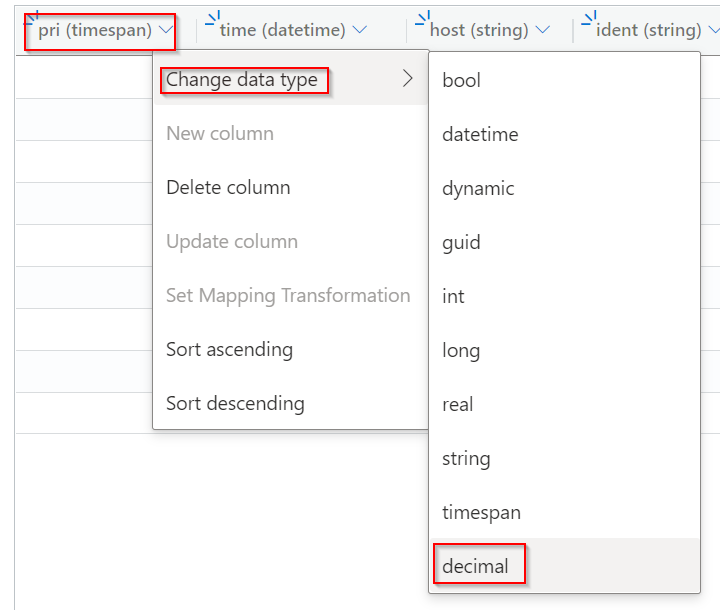 pri (timespan) time (datetime) host (string) ident (string)
Change data type
New column
Delete column
Update column
Set Mapping Transformation
Sort ascending
Sort descending
bool
datetime
dynamic
guid
int
long
real
string
timespan
decimal